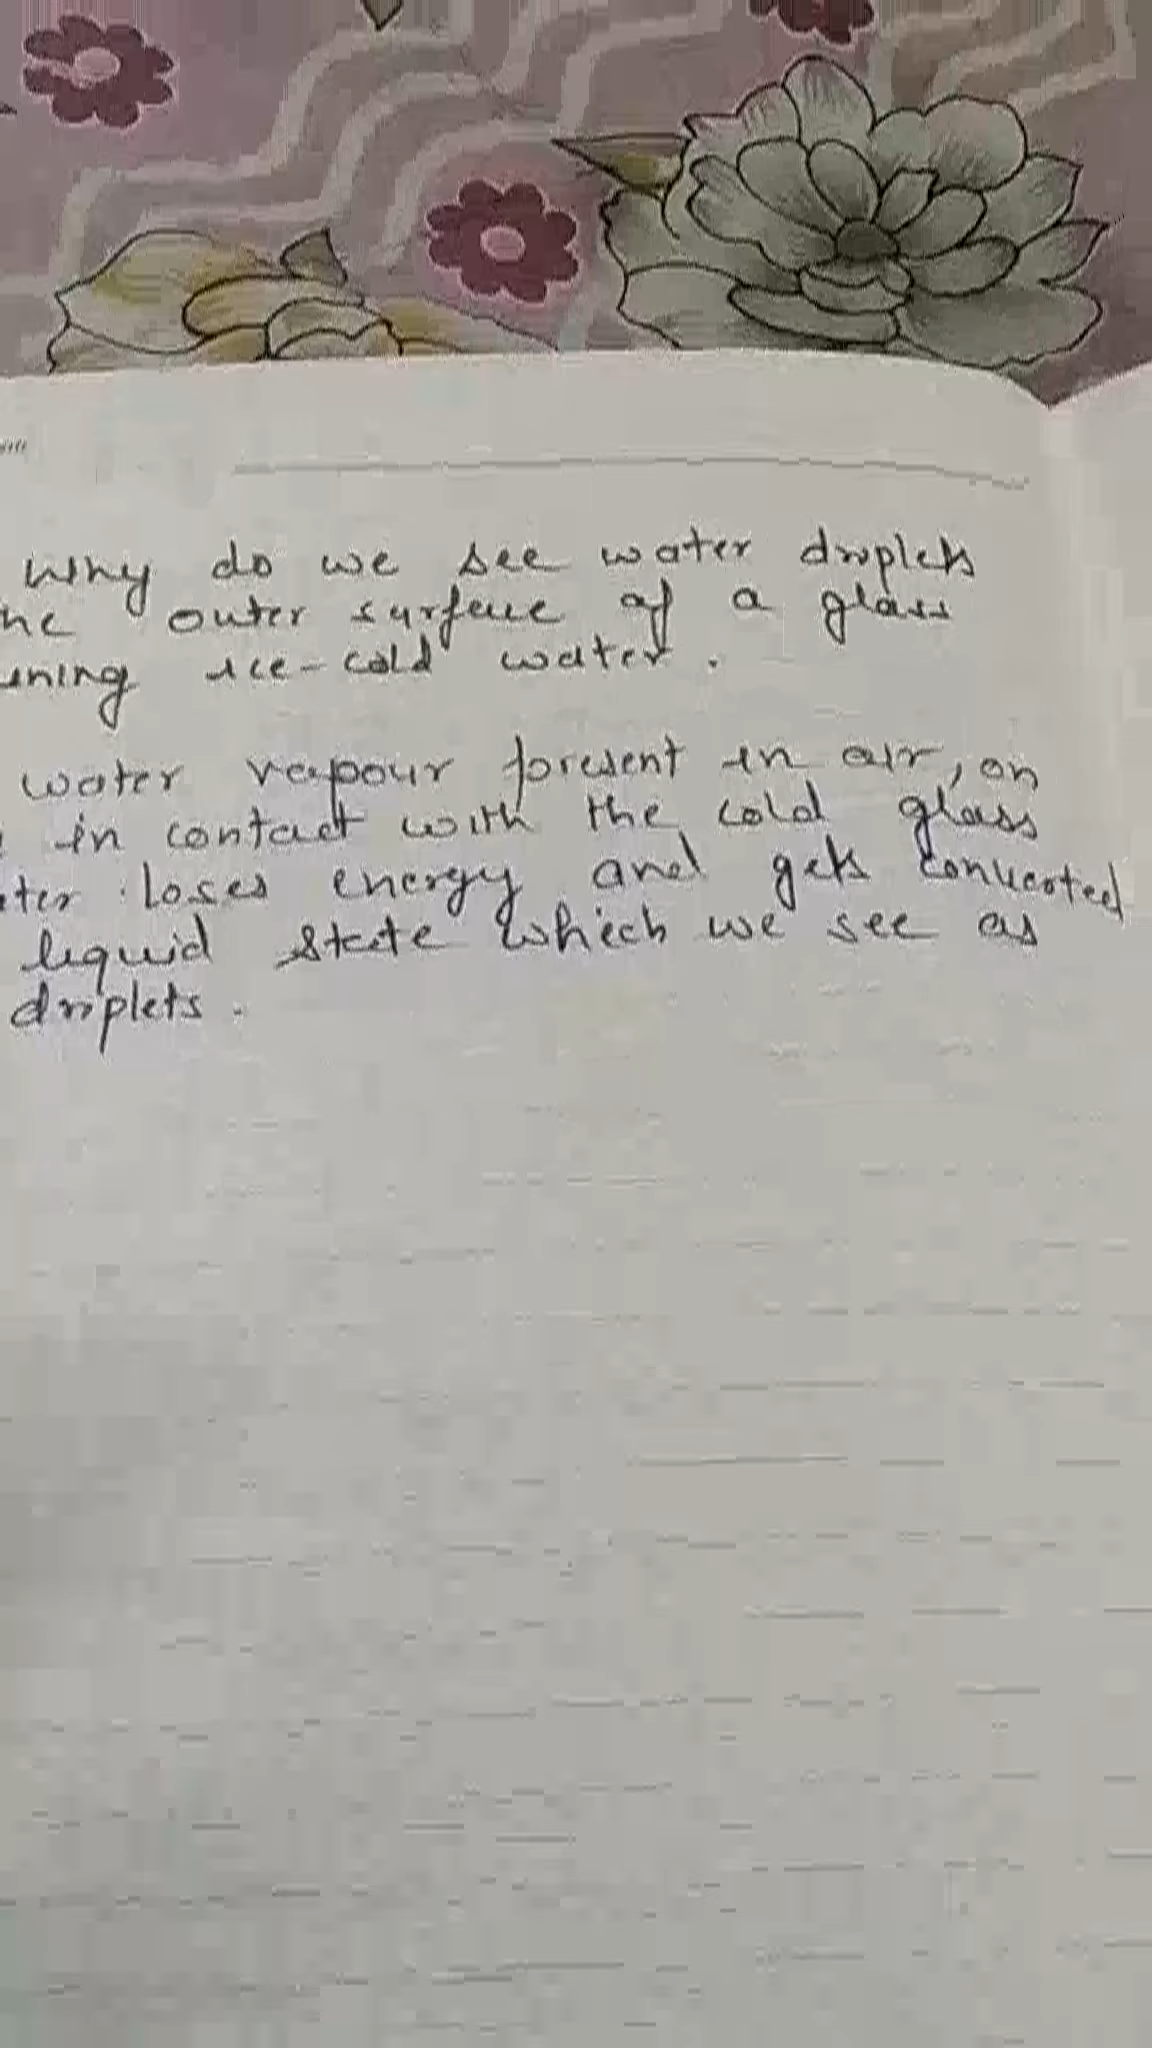 Why do we see water droplets
he outer surface of a glass
ining ice-cold water.
water vapour present in air, on
in contact with the cold glass
ter loses energy and gets converted
liquid state which we see as
droplets.